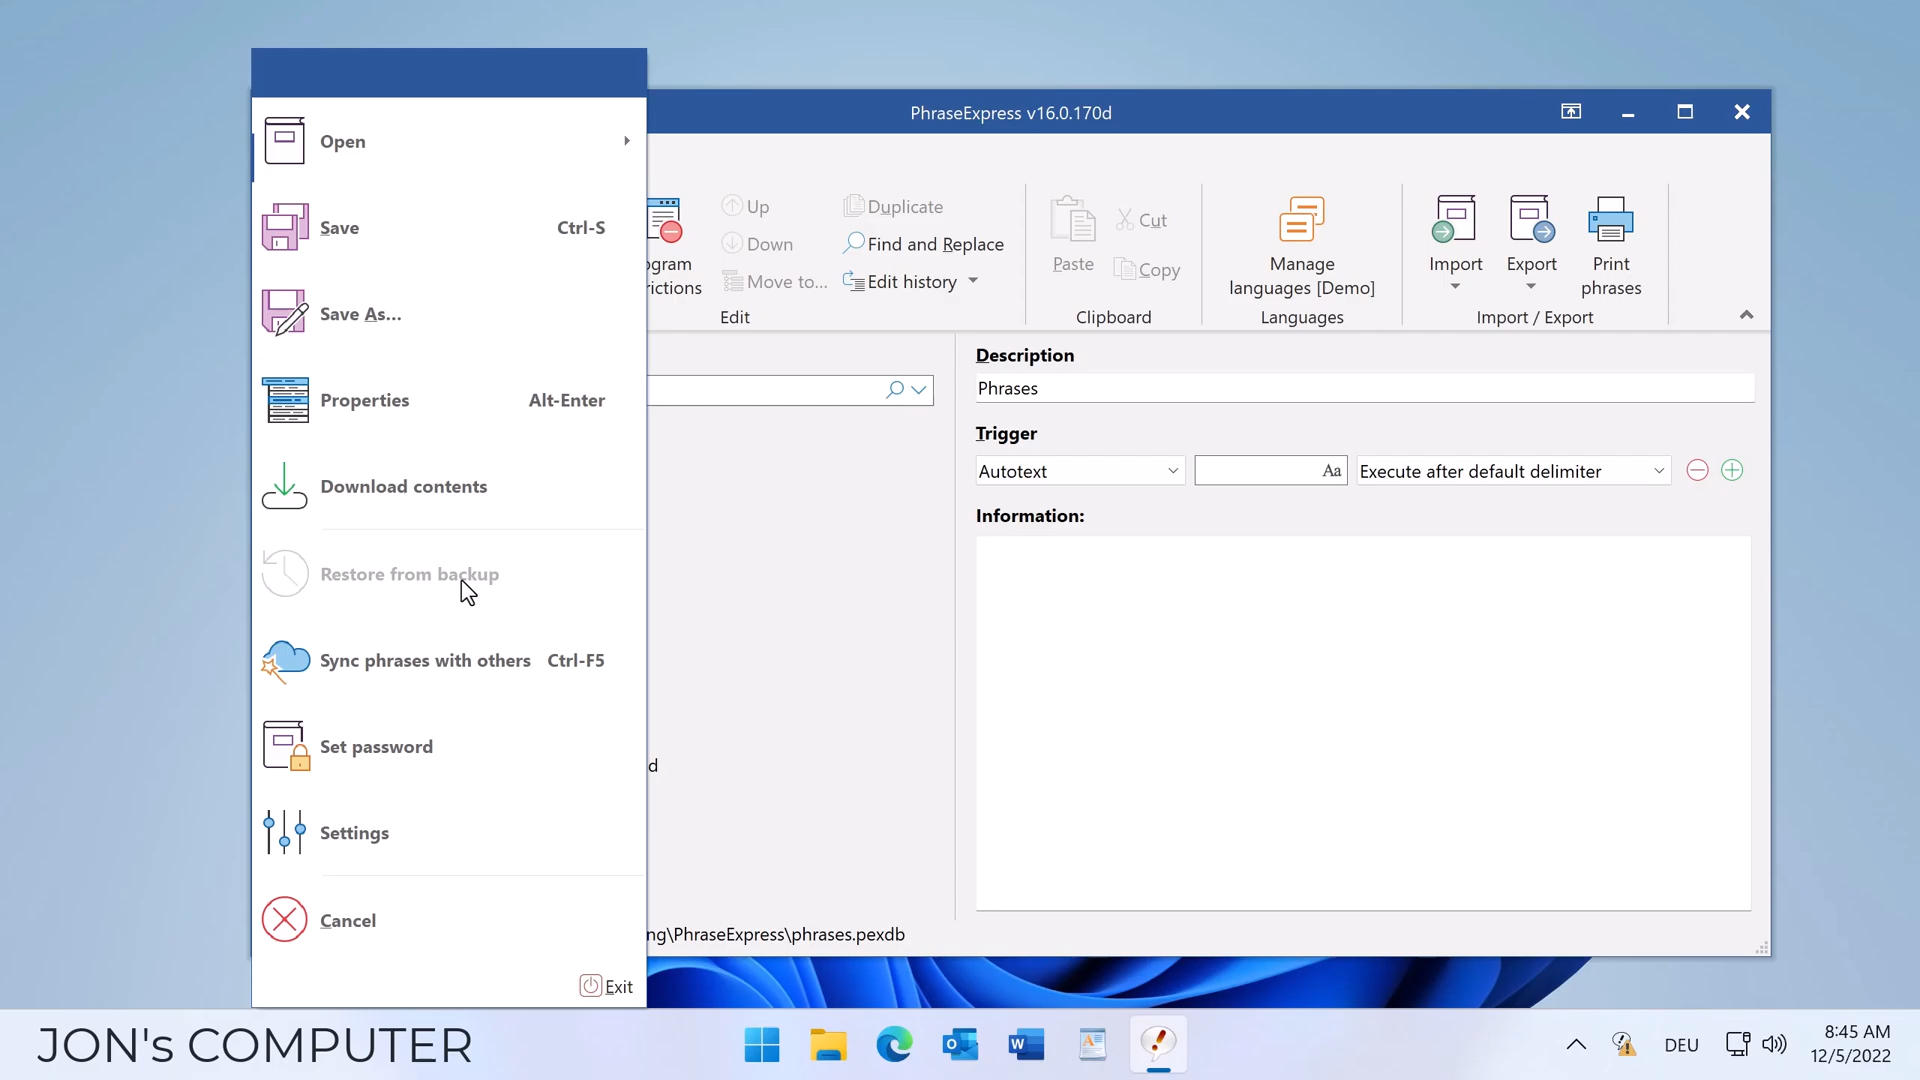 PhraseExpress v16.0.170d
Open
Save Ctrl-S
Save As...
Properties Alt-Enter
Download contents
Restore from backup
Sync phrases with others Ctrl-F5
Set password
Settings
Cancel
Exit
ogram
rictions
Up
Down
Move to...
Duplicate
Find and Replace
Edit history
Edit
Paste
Cut
Copy
Clipboard
Manage
languages [Demo]
Languages
Import
Export
Print
phrases
Import / Export
d
ng\PhraseExpress\phrases.pexdb
Description
Phrases
Trigger
Autotext Aa Execute after default delimiter
Information:
JON's COMPUTER
DEU
8:45 AM
12/5/2022